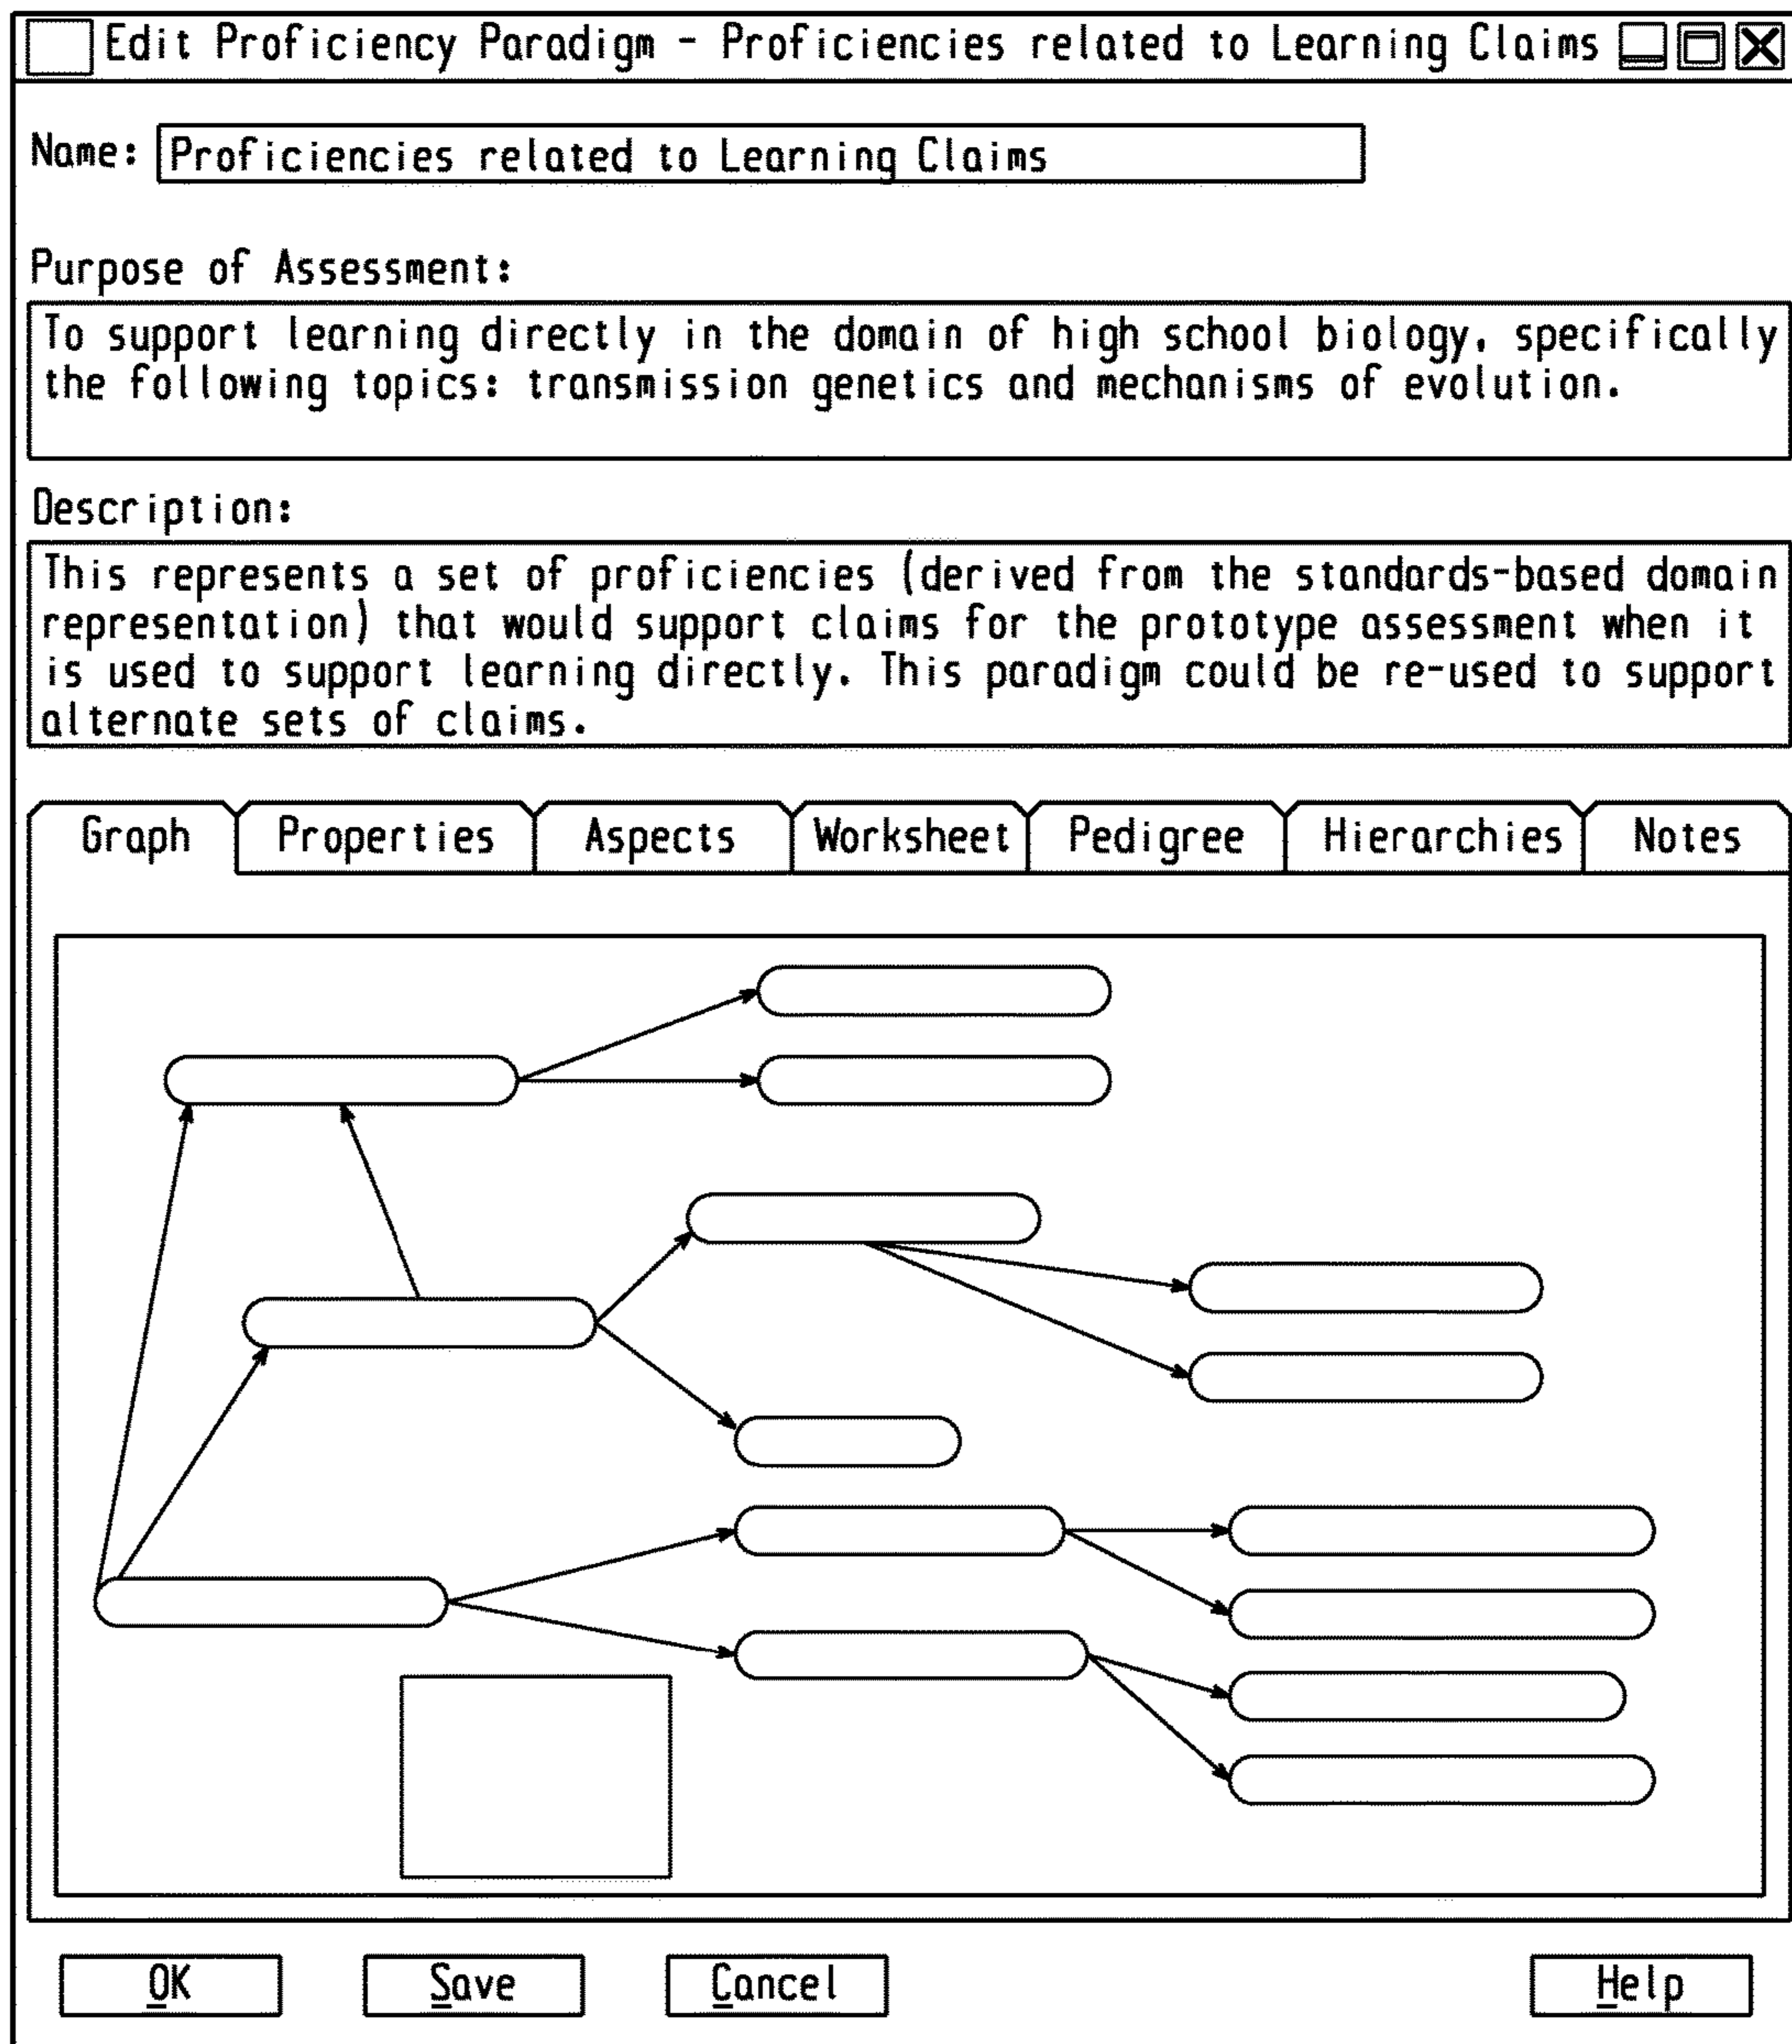 Edit Proficiency Paradigm - Proficiencies related to Learning Claims
Name: Proficiencies related to Learning Claims
Purpose of Assessment:
To support learning directly in the domain of high school biology, specifically
the following topics: transmission genetics and mechanisms of evolution.
Description:
This represents a set of proficiencies (derived from the standards-based domain
representation) that would support claims for the prototype assessment when it
is used to support learning directly. This paradigm could be re-used to support
alternate sets of claims.
Graph Properties Aspects Worksheet Pedigree Hierarchies Notes
OK Save Cancel Help